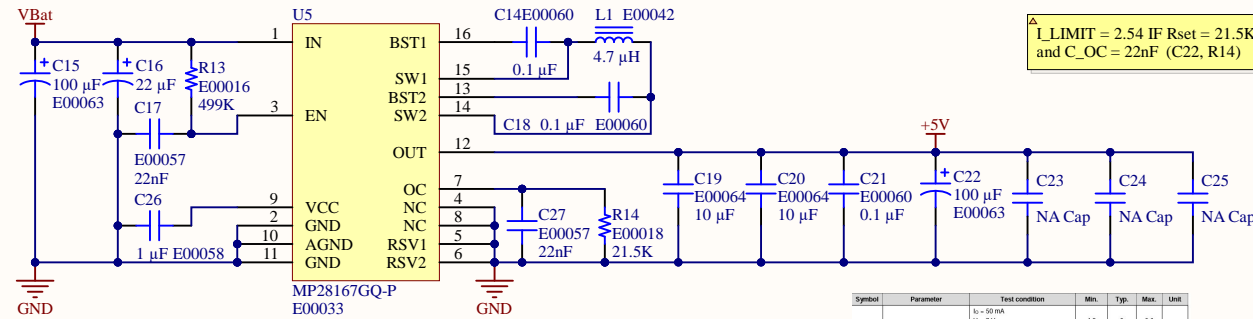 VBat
U5
C14E00060
L1 E00042
I_LIMIT = 2.54 IF Rset = 21.5K
and C_OC = 22nF (C22, R14)
1 IN
BST1 16
0.1 µF
4.7 µH
C15
100 µF
E00063
C16
22 µF
R13
E00016
499K
SW1 15
BST2 13
SW2 14
C18 0.1 µF E00060
3 EN
C17
E00057
22nF
OUT 12
+5V
C19
E00064
10 µF
C20
E00064
10 µF
C21
E00060
0.1 µF
C22
100 µF
E00063
C23
NA Cap
C24
NA Cap
C25
NA Cap
OC 7
NC 4
NC 8
RSV1 5
RSV2 6
C26
1 µF E00058
9 VCC
2 GND
10 AGND
11 GND
C27
E00057
22nF
R14
E00018
21.5K
MP28167GQ-P
E00033
GND
GND
Symbol Parameter Test condition Min. Typ. Max. Unit